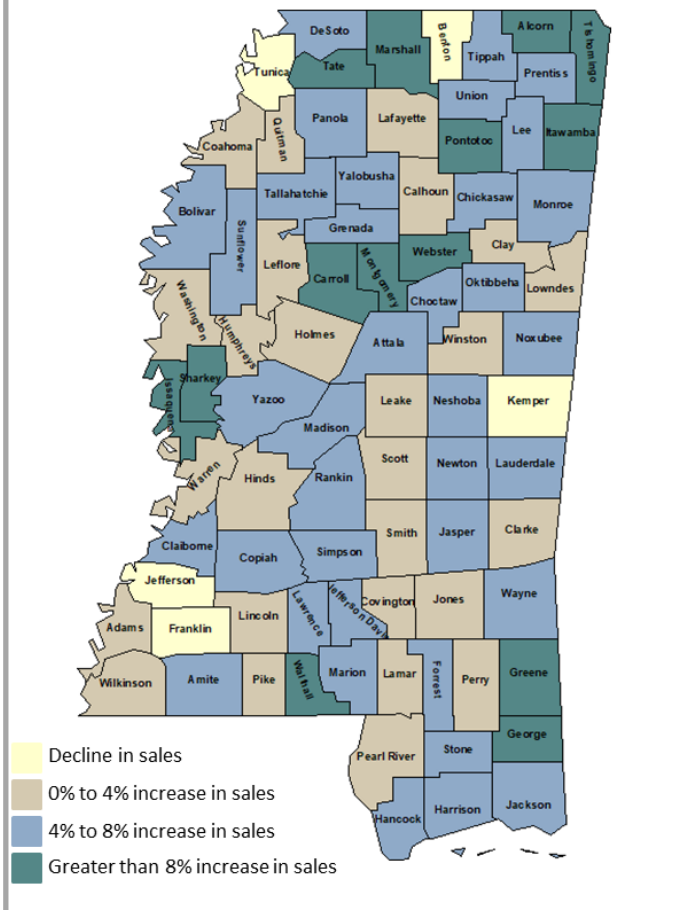 DeSoto
Marshall
Benton
Tippah
Alcorn
Tishomingo
Tunica
Tate
Prentiss
Union
Panola
Lafayette
Lee
Itawamba
Pontotoc
Quitman
Coahoma
Yalobusha
Tallahatchie
Calhoun
Chickasaw
Monroe
Bolivar
Sunflower
Grenada
Leflore
Carroll
Montgomery
Webster
Clay
Oktibbeha
Lowndes
Choctaw
Washington
Humphreys
Holmes
Attala
Winston
Noxubee
Issaquena
Sharkey
Yazoo
Leake
Neshoba
Kemper
Madison
Warren
Hinds
Rankin
Scott
Newton
Lauderdale
Claiborne
Copiah
Simpson
Smith
Jasper
Clarke
Jefferson
Adams
Franklin
Lincoln
Lawrence
Jefferson Davis
Covington
Jones
Wayne
Wilkinson
Amite
Pike
Walthall
Marion
Lamar
Forrest
Perry
Greene
George
Pearl River
Stone
Hancock
Harrison
Jackson
Decline in sales
0% to 4% increase in sales
4% to 8% increase in sales
Greater than 8% increase in sales